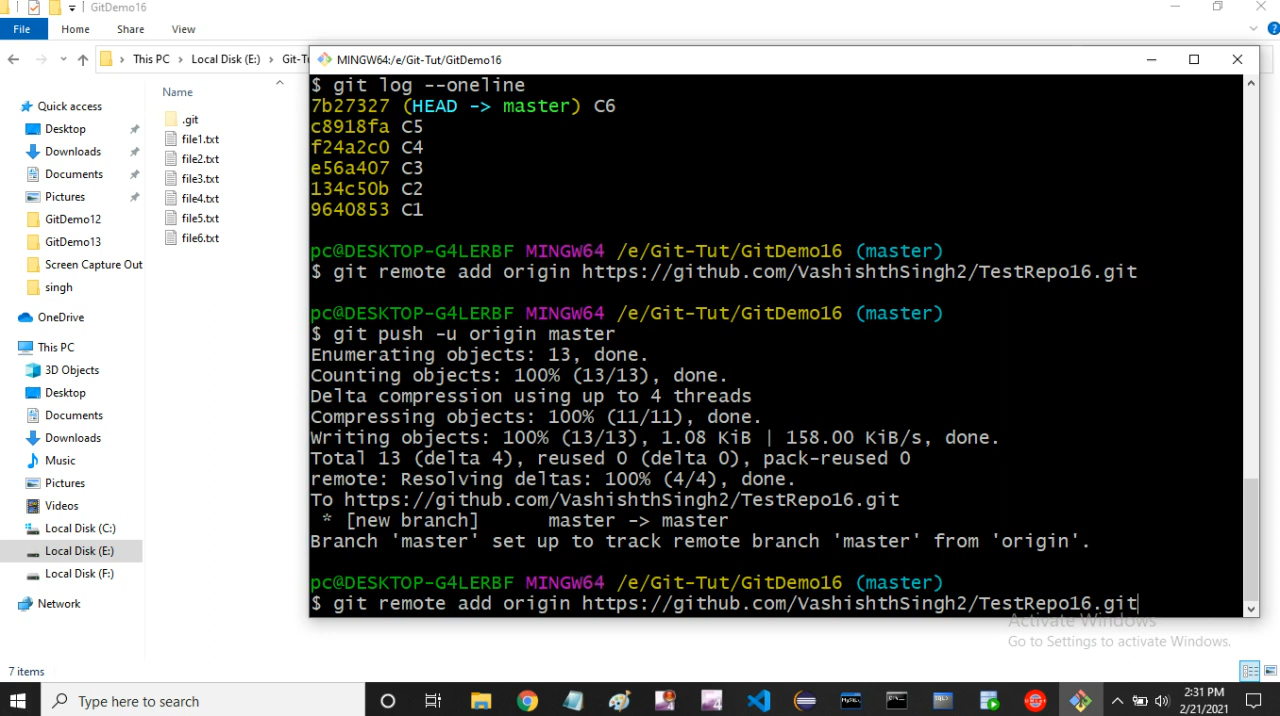 GitDemo16
File
Home
Share
View
This PC > Local Disk (E:) > Git-Tu
MINGW64:/e/Git-Tut/GitDemo16
Name
Quick access
Desktop
Downloads
Documents
Pictures
GitDemo12
GitDemo13
Screen Capture Out
singh
OneDrive
This PC
3D Objects
Desktop
Documents
Downloads
Music
Pictures
Videos
Local Disk (C:)
Local Disk (E:)
Local Disk (F:)
Network
.git
file1.txt
file2.txt
file3.txt
file4.txt
file5.txt
file6.txt
$ git log --oneline
7b27327 (HEAD -> master) C6
c8918fa C5
f24a2c0 C4
e56a407 C3
134c50b C2
9640853 C1
pc@DESKTOP-G4LERBF MINGW64 /e/Git-Tut/GitDemo16 (master)
$ git remote add origin https://github.com/VashishthSingh2/TestRepo16.git
pc@DESKTOP-G4LERBF MINGW64 /e/Git-Tut/GitDemo16 (master)
$ git push -u origin master
Enumerating objects: 13, done.
Counting objects: 100% (13/13), done.
Delta compression using up to 4 threads
Compressing objects: 100% (11/11), done.
Writing objects: 100% (13/13), 1.08 KiB | 158.00 KiB/s, done.
Total 13 (delta 4), reused 0 (delta 0), pack-reused 0
remote: Resolving deltas: 100% (4/4), done.
To https://github.com/VashishthSingh2/TestRepo16.git
 * [new branch]      master -> master
Branch 'master' set up to track remote branch 'master' from 'origin'.
pc@DESKTOP-G4LERBF MINGW64 /e/Git-Tut/GitDemo16 (master)
$ git remote add origin https://github.com/VashishthSingh2/TestRepo16.git
Activate Windows
Go to Settings to activate Windows.
7 items
Type here to search
2:31 PM
2/21/2021